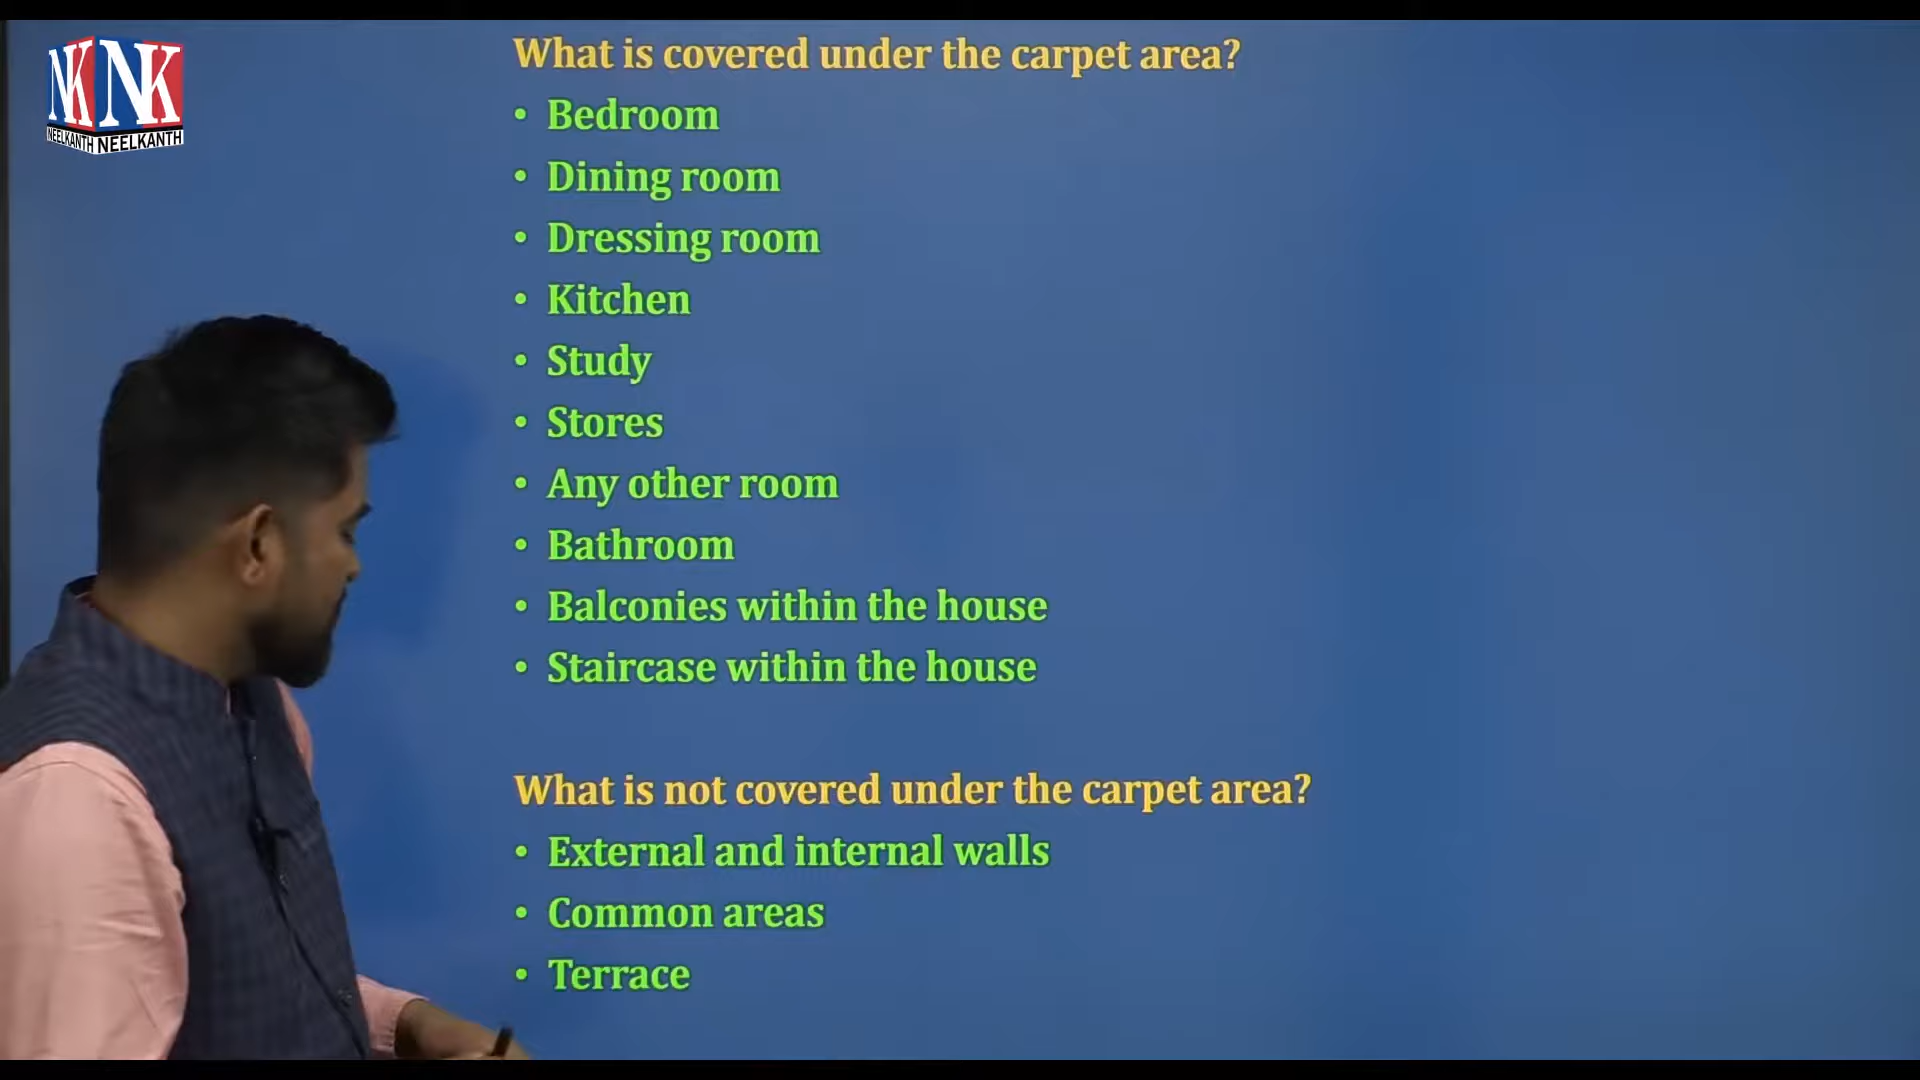 NK NK
NEELKANTH NEELKANTH
What is covered under the carpet area?
• Bedroom
• Dining room
• Dressing room
• Kitchen
• Study
• Stores
• Any other room
• Bathroom
• Balconies within the house
• Staircase within the house
What is not covered under the carpet area?
• External and internal walls
• Common areas
• Terrace